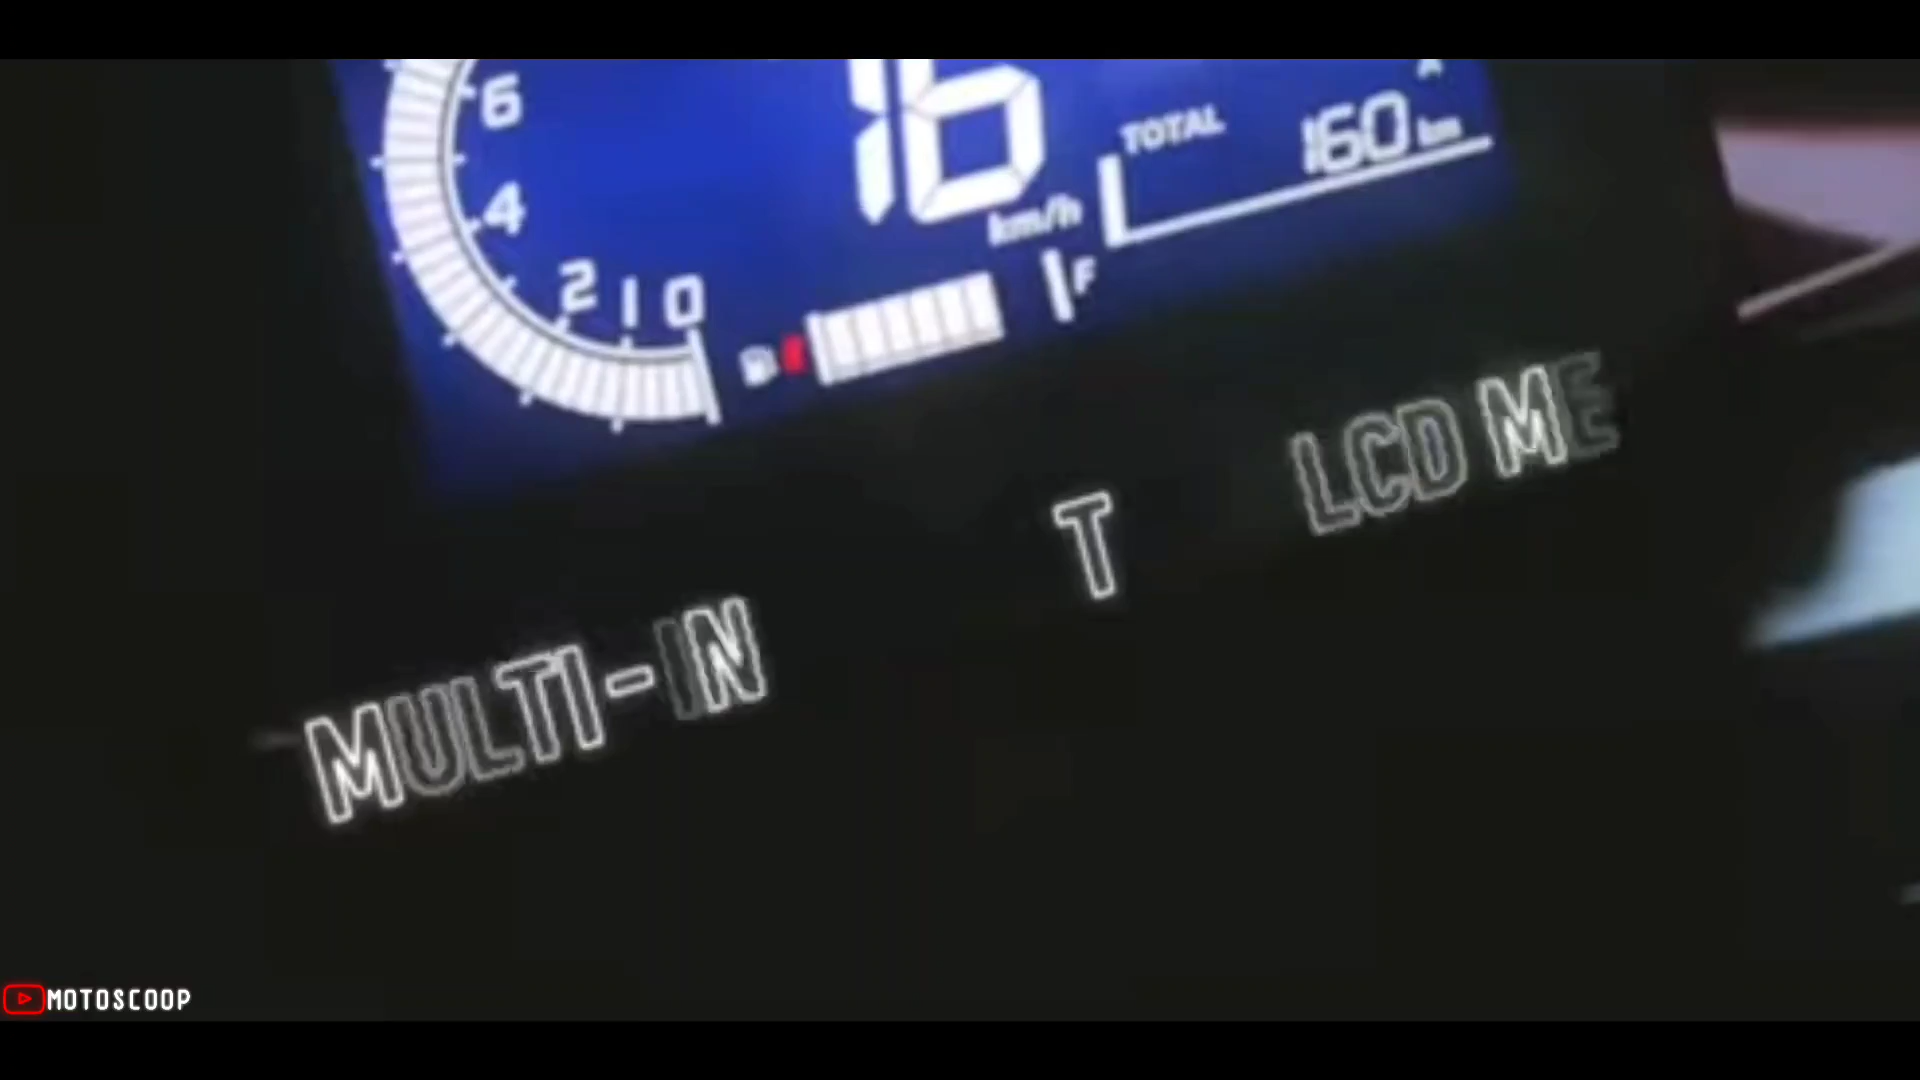 6
4
2 1 0
16
km/h
TOTAL
160 km
F
MULTI-IN T LCD ME
MOTOSCOOP